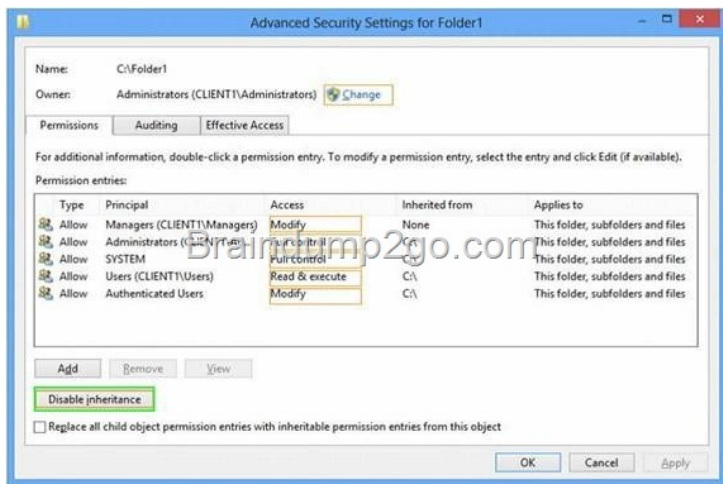 Advanced Security Settings for Folder1
Name: C:\Folder1
Owner: Administrators (CLIENT1\Administrators) Change
Permissions Auditing Effective Access
For additional information, double-click a permission entry. To modify a permission entry, select the entry and click Edit (if available).
Permission entries:
Type Principal Access Inherited from Applies to
Allow Managers (CLIENT1\Managers) Modify None This folder, subfolders and files
Allow Administrators Full control C:\ This folder, subfolders and files
Allow SYSTEM Full control C:\ This folder, subfolders and files
Allow Users (CLIENT1\Users) Read & execute C:\ This folder, subfolders and files
Allow Authenticated Users Modify C:\ This folder, subfolders and files
Braindump2go.com
Add Remove View
Disable inheritance
Replace all child object permission entries with inheritable permission entries from this object
OK Cancel Apply